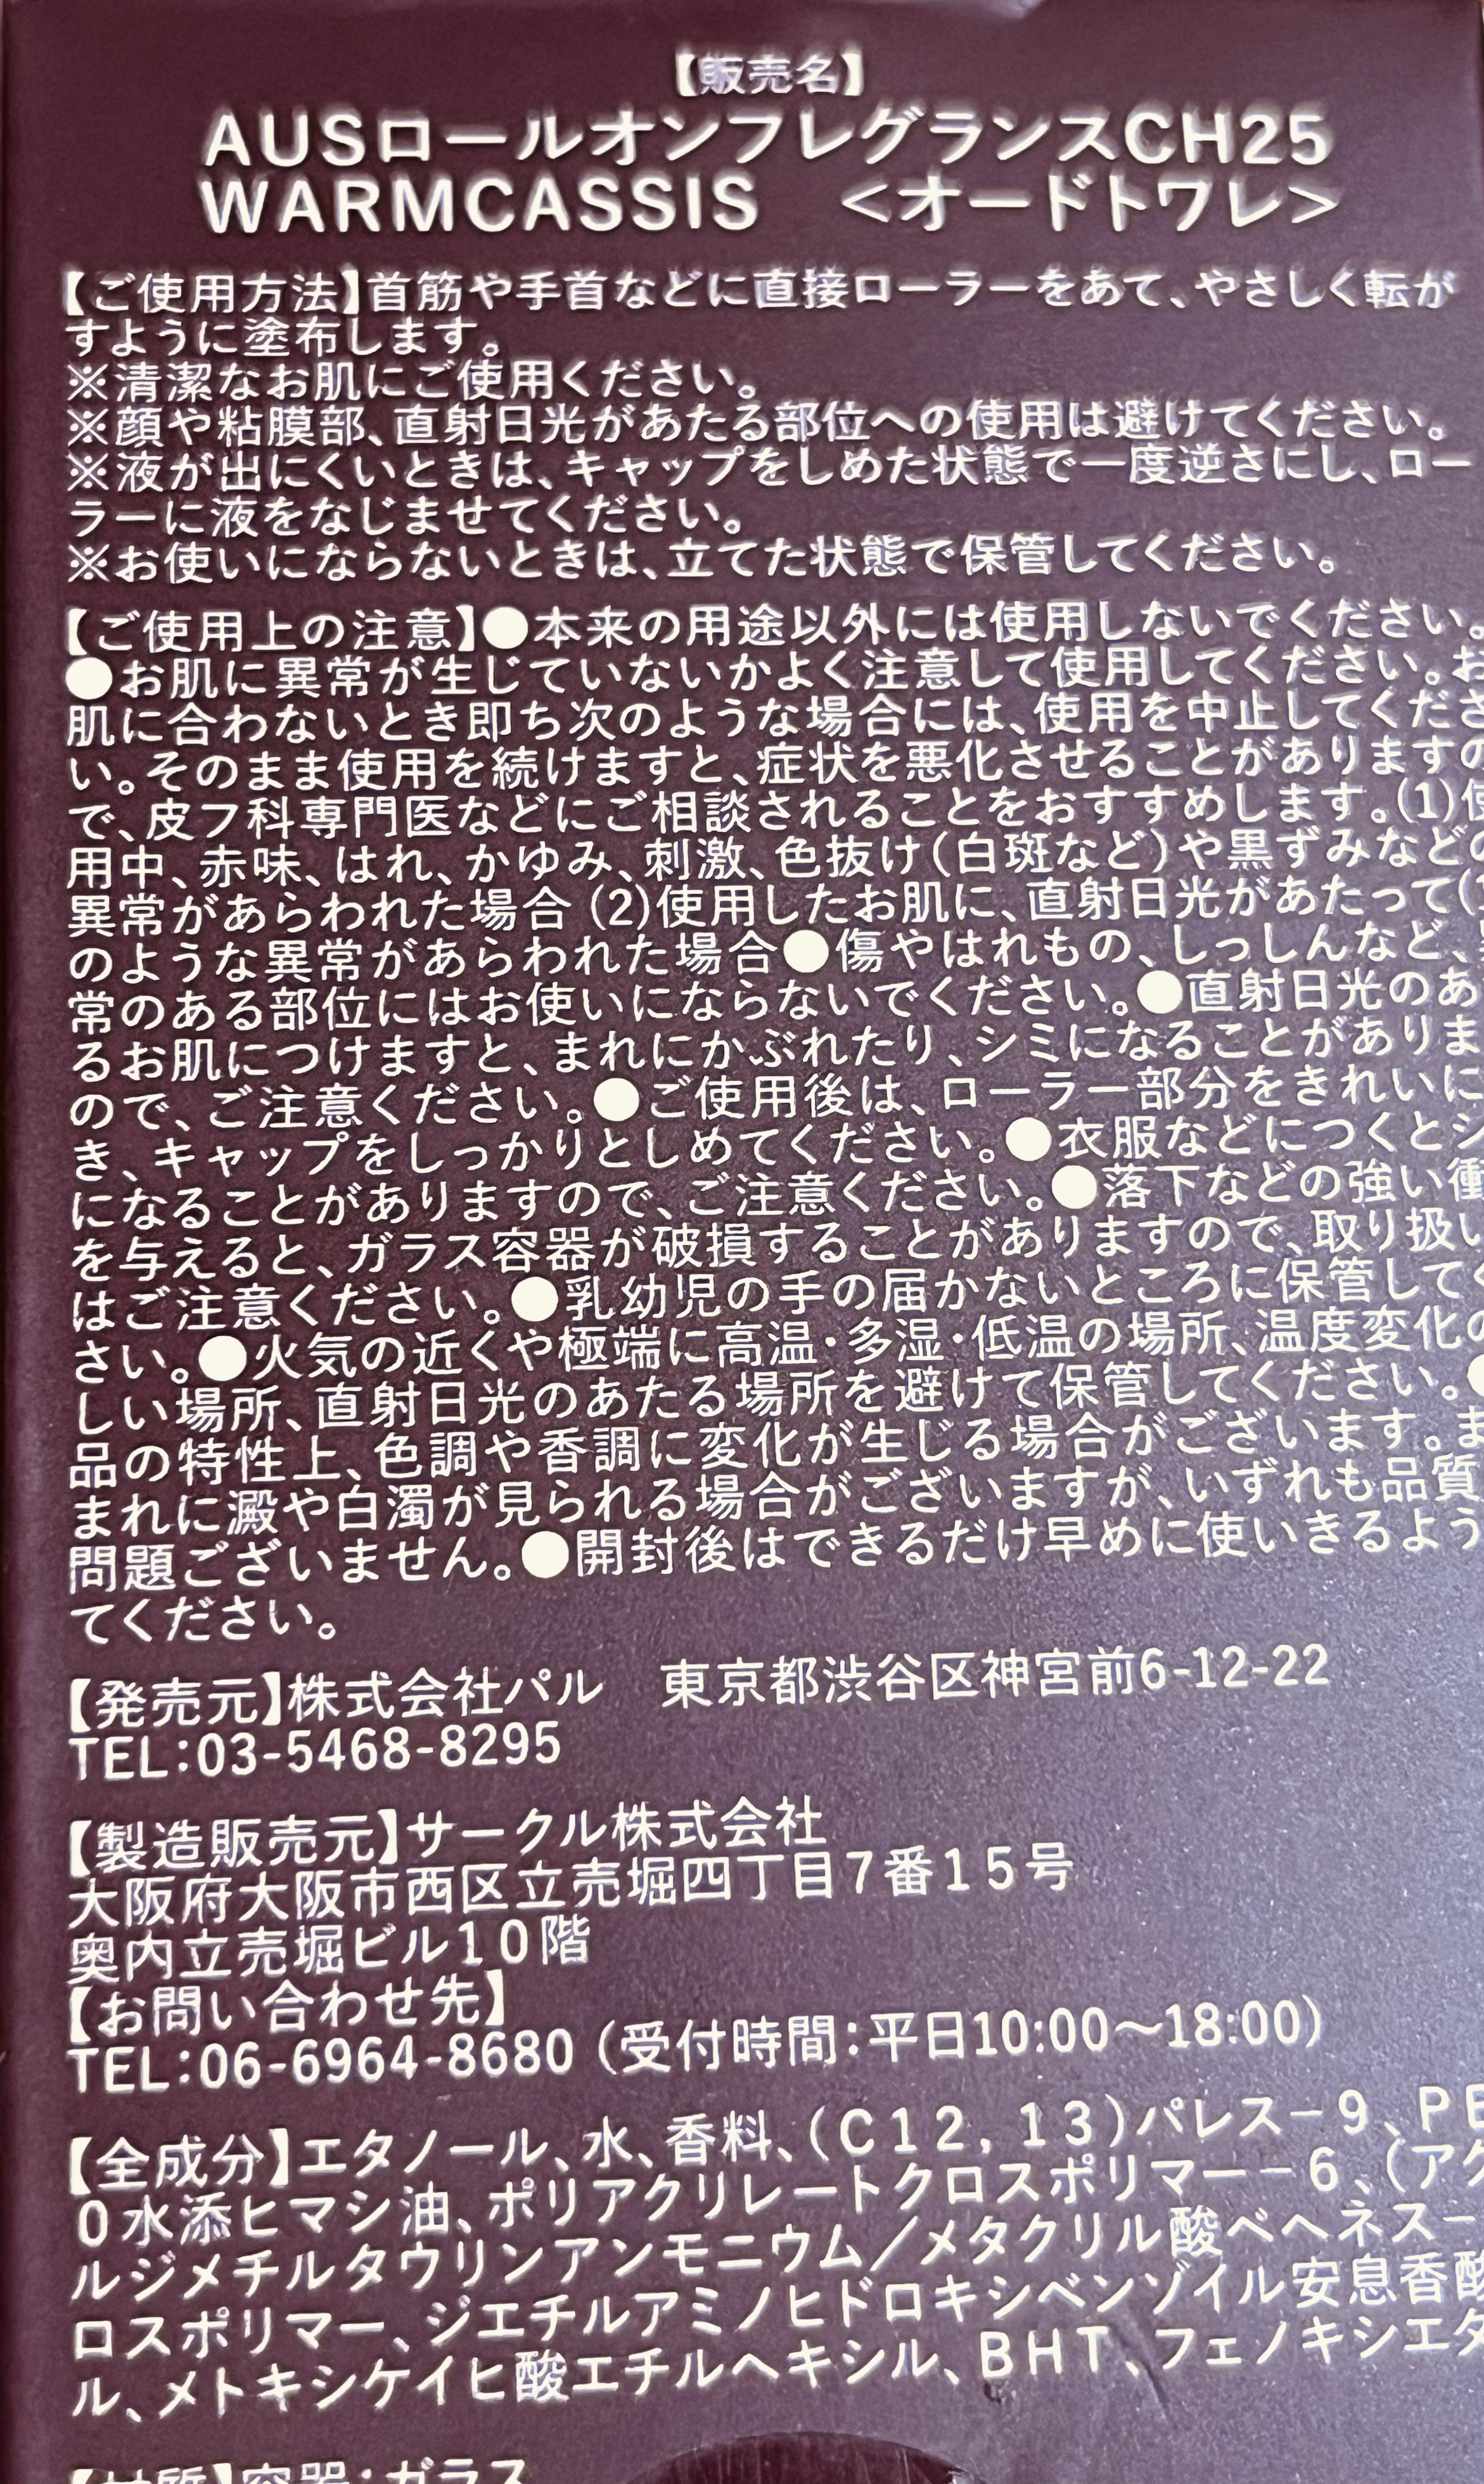 【販売名】
AUSロールオンフレグランスCH25
WARMCASSIS　<オードトワレ>
【ご使用方法】首筋や手首などに直接ローラーをあて、やさしく転が
すように塗布します。
※清潔なお肌にご使用ください。
※顔や粘膜部、直射日光があたる部位への使用は避けてください。
※液が出にくいときは、キャップをしめた状態で一度逆さにし、ロー
ラーに液をなじませてください。
※お使いにならないときは、立てた状態で保管してください。
【ご使用上の注意】●本来の用途以外には使用しないでください。
●お肌に異常が生じていないかよく注意して使用してください。お
肌に合わないとき即ち次のような場合には、使用を中止してくださ
い。そのまま使用を続けますと、症状を悪化させることがありますの
で、皮フ科専門医などにご相談されることをおすすめします。(1)使
用中、赤味、はれ、かゆみ、刺激、色抜け(白斑など)や黒ずみなどの
異常があらわれた場合 (2)使用したお肌に、直射日光があたって(
のような異常があらわれた場合●傷やはれもの、しっしんなど、
常のある部位にはお使いにならないでください。●直射日光のあ
るお肌につけますと、まれにかぶれたり、シミになることがありま
ので、ご注意ください。●ご使用後は、ローラー部分をきれいに
き、キャップをしっかりとしめてください。●衣服などにつくとシ
になることがありますので、ご注意ください。●落下などの強い衝
を与えると、ガラス容器が破損することがありますので、取り扱い
はご注意ください。●乳幼児の手の届かないところに保管してく
さい。●火気の近くや極端に高温・多湿・低温の場所、温度変化の
しい場所、直射日光のあたる場所を避けて保管してください。●
品の特性上、色調や香調に変化が生じる場合がございます。ま
まれに澱や白濁が見られる場合がございますが、いずれも品質
問題ございません。●開封後はできるだけ早めに使いきるよう
てください。
【発売元】株式会社パル　東京都渋谷区神宮前6-12-22
TEL:03-5468-8295
【製造販売元】サークル株式会社
大阪府大阪市西区立売堀四丁目7番15号
奥内立売堀ビル10階
【お問い合わせ先】
TEL:06-6964-8680 (受付時間:平日10:00〜18:00)
【全成分】エタノール、水、香料、(C12, 13)パレス-9、PE
0水添ヒマシ油、ポリアクリレートクロスポリマー-6、(アク
ルジメチルタウリンアンモニウム/メタクリル酸ベヘネス-
ロスポリマー、ジエチルアミノヒドロキシベンゾイル安息香酸
ル、メトキシケイヒ酸エチルヘキシル、BHT、フェノキシエタ
【材質】容器:ガラス